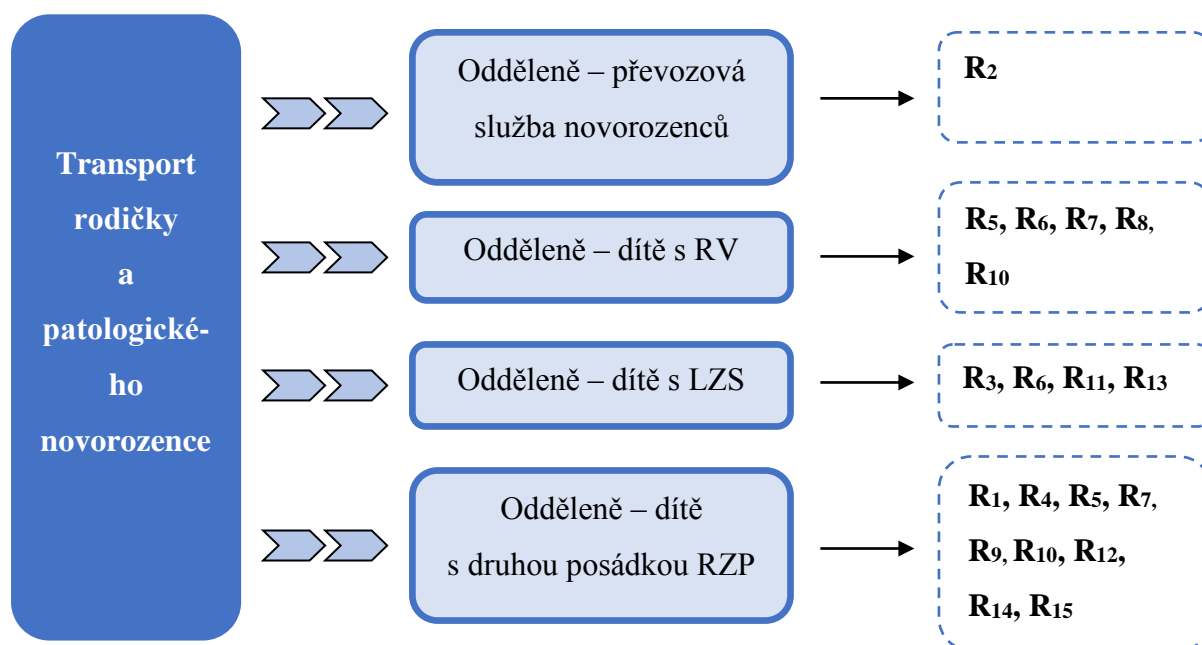 Transport
rodičky
a
patologické-
ho
novorozence
Odděleně – převozová
služba novorozenců
R2
Odděleně – dítě s RV
R5, R6, R7, R8,
R10
Odděleně – dítě s LZS
R3, R6, R11, R13
Odděleně – dítě
s druhou posádkou RZP
R1, R4, R5, R7,
R9, R10, R12,
R14, R15